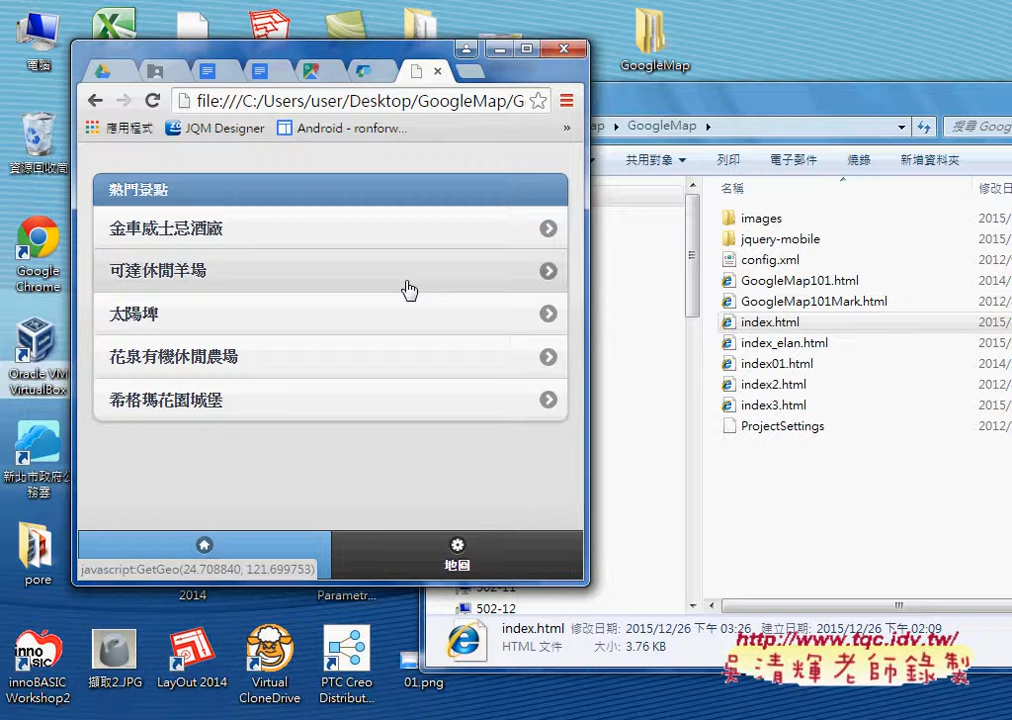 電腦
資源回收筒
Google
Chrome
Oracle VM
VirtualBox
新北市政府公
務雲
pore
innoBASIC
Workshop2
擷取2.JPG
LayOut 2014
Virtual
CloneDrive
PTC Creo
Distribut...
01.png
2014
Parametr...
GoogleMap
file:///C:/Users/user/Desktop/GoogleMap/G
應用程式
JQM Designer
Android - ronforw...
»
熱門景點
金車威士忌酒廠
可達休閒羊場
太陽埤
花泉有機休閒農場
希格瑪花園城堡
地圖
javascript:GetGeo(24.708840, 121.699753)
ap
GoogleMap
搜尋 Goog
共用對象
列印
電子郵件
燒錄
新增資料夾
名稱
修改日
images
2015/
jquery-mobile
2015/
config.xml
2012/
GoogleMap101.html
2014/
GoogleMap101Mark.html
2012/
index.html
2015/
index_elan.html
2015/
index01.html
2014/
index2.html
2012/
index3.html
2015/
ProjectSettings
2012/
502-11
502-12
index.html 修改日期: 2015/12/26 下午 03:26 建立日期: 2015/12/26 下午 02:09
HTML 文件 大小: 3.76 KB
http://www.tqc.idv.tw/
吳清輝老師錄製